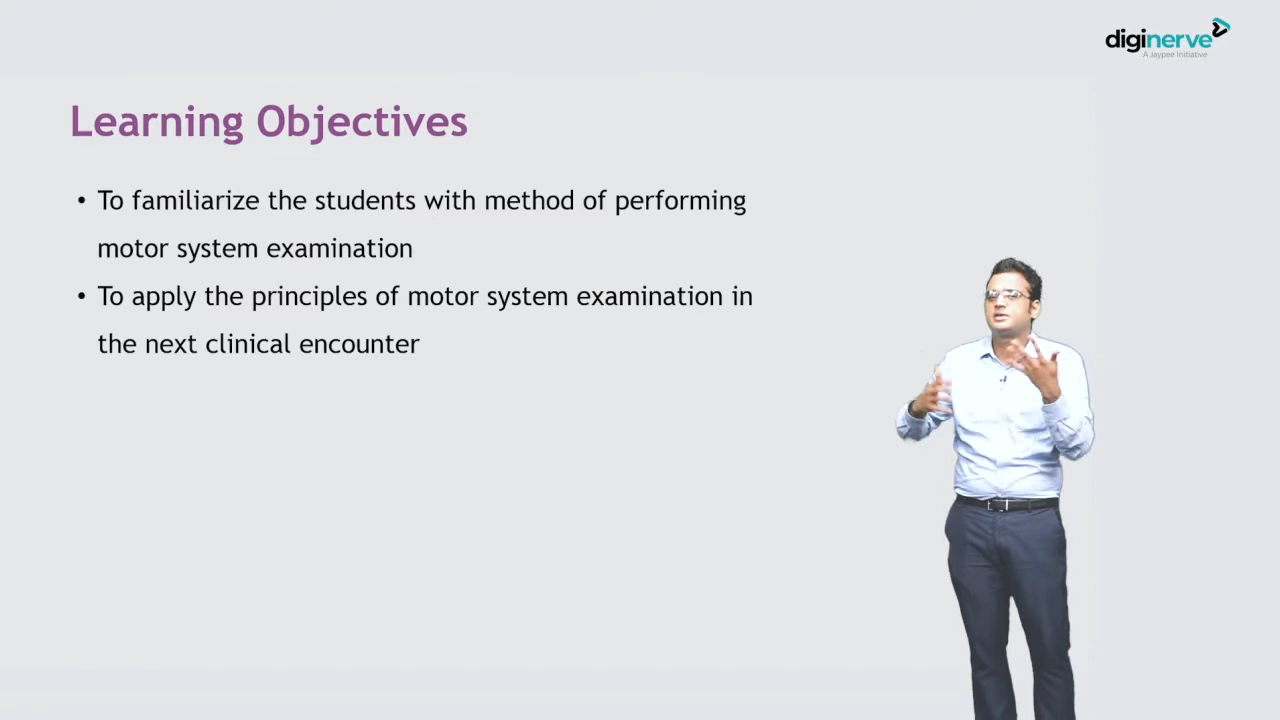 diginerve
A Jaypee Initiative
Learning Objectives
• To familiarize the students with method of performing
motor system examination
• To apply the principles of motor system examination in
the next clinical encounter